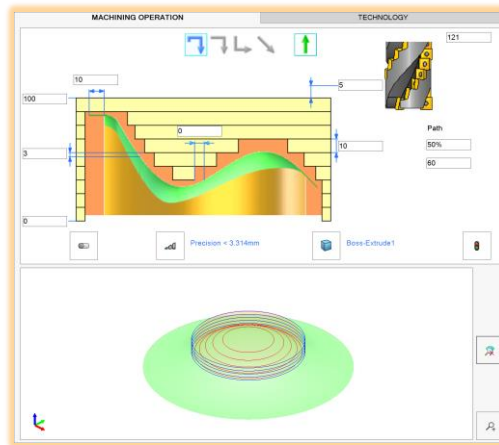 MACHINING OPERATION
TECHNOLOGY
121
10
5
100
0
Path
3
10
50%
60
0
Precision < 3.314mm
Boss-Extrude1